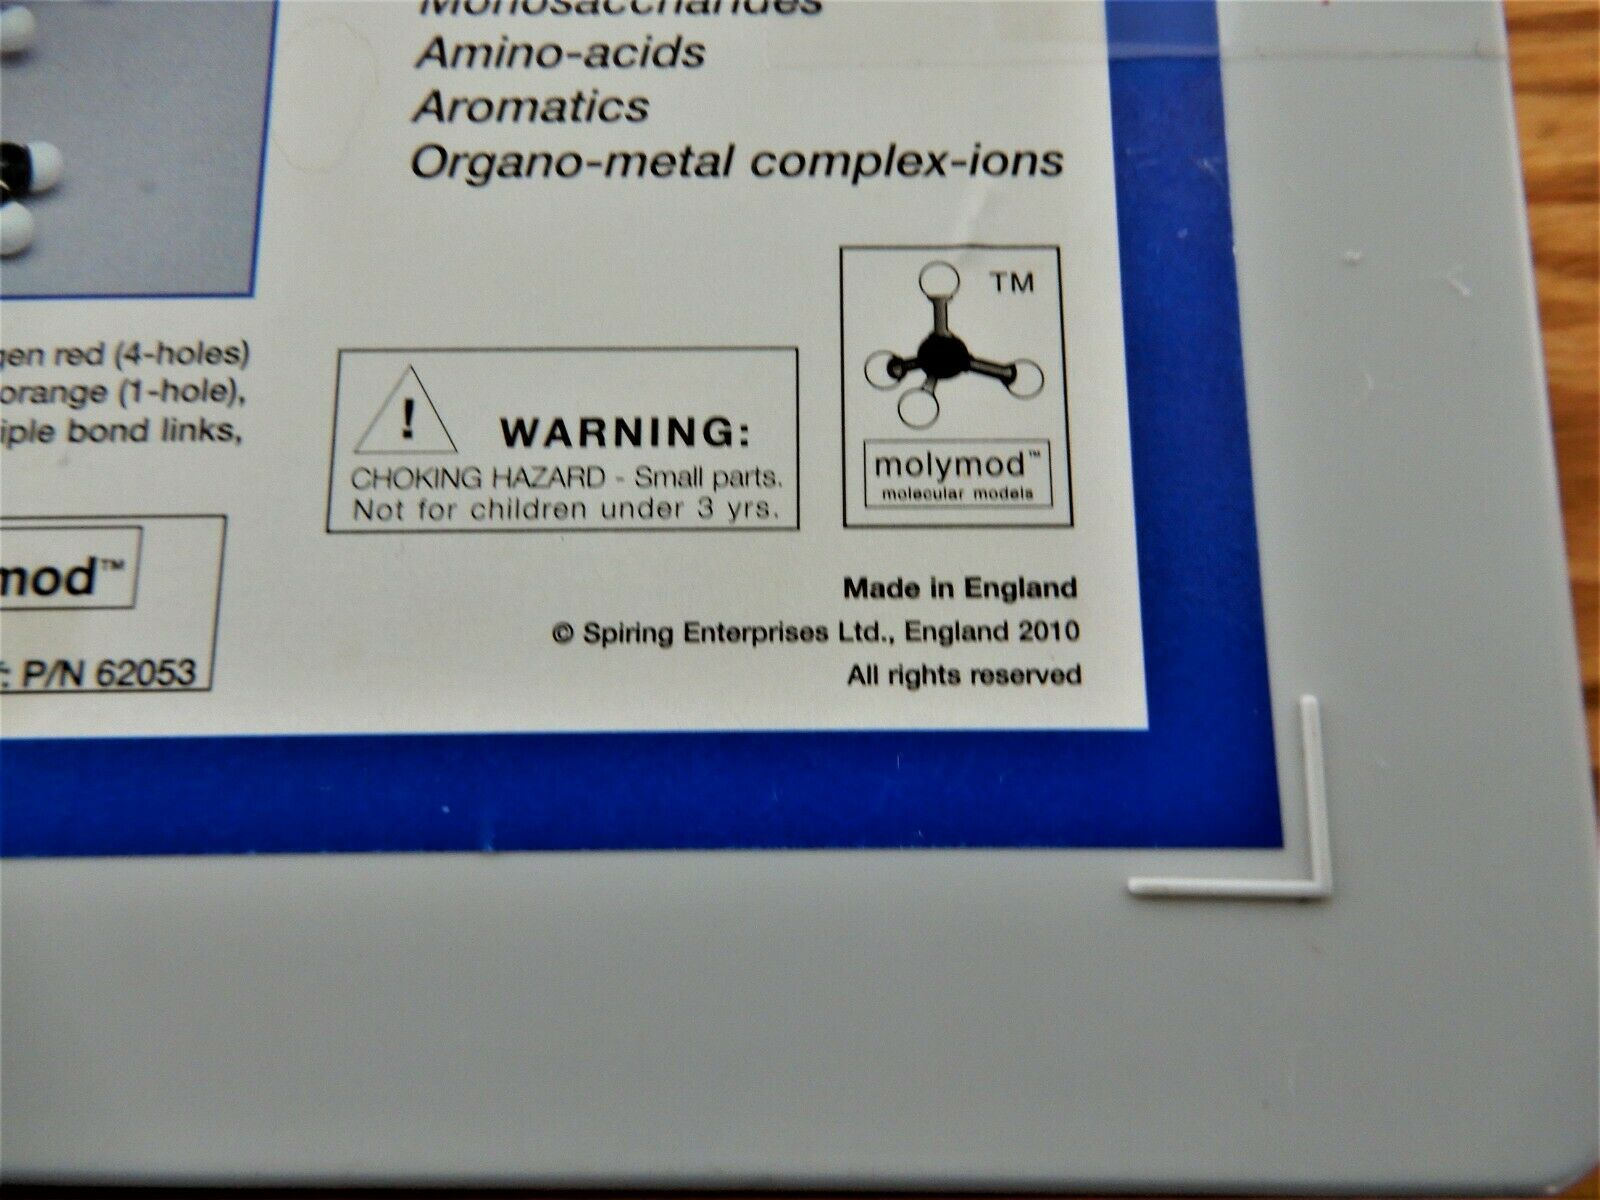 Monosaccharides
Amino-acids
Aromatics
Organo-metal complex-ions
TM
gen red (4-holes)
orange (1-hole),
iple bond links,
! WARNING:
CHOKING HAZARD - Small parts.
Not for children under 3 yrs.
molymod™
molecular models
mod™
: P/N 62053
Made in England
© Spiring Enterprises Ltd., England 2010
All rights reserved